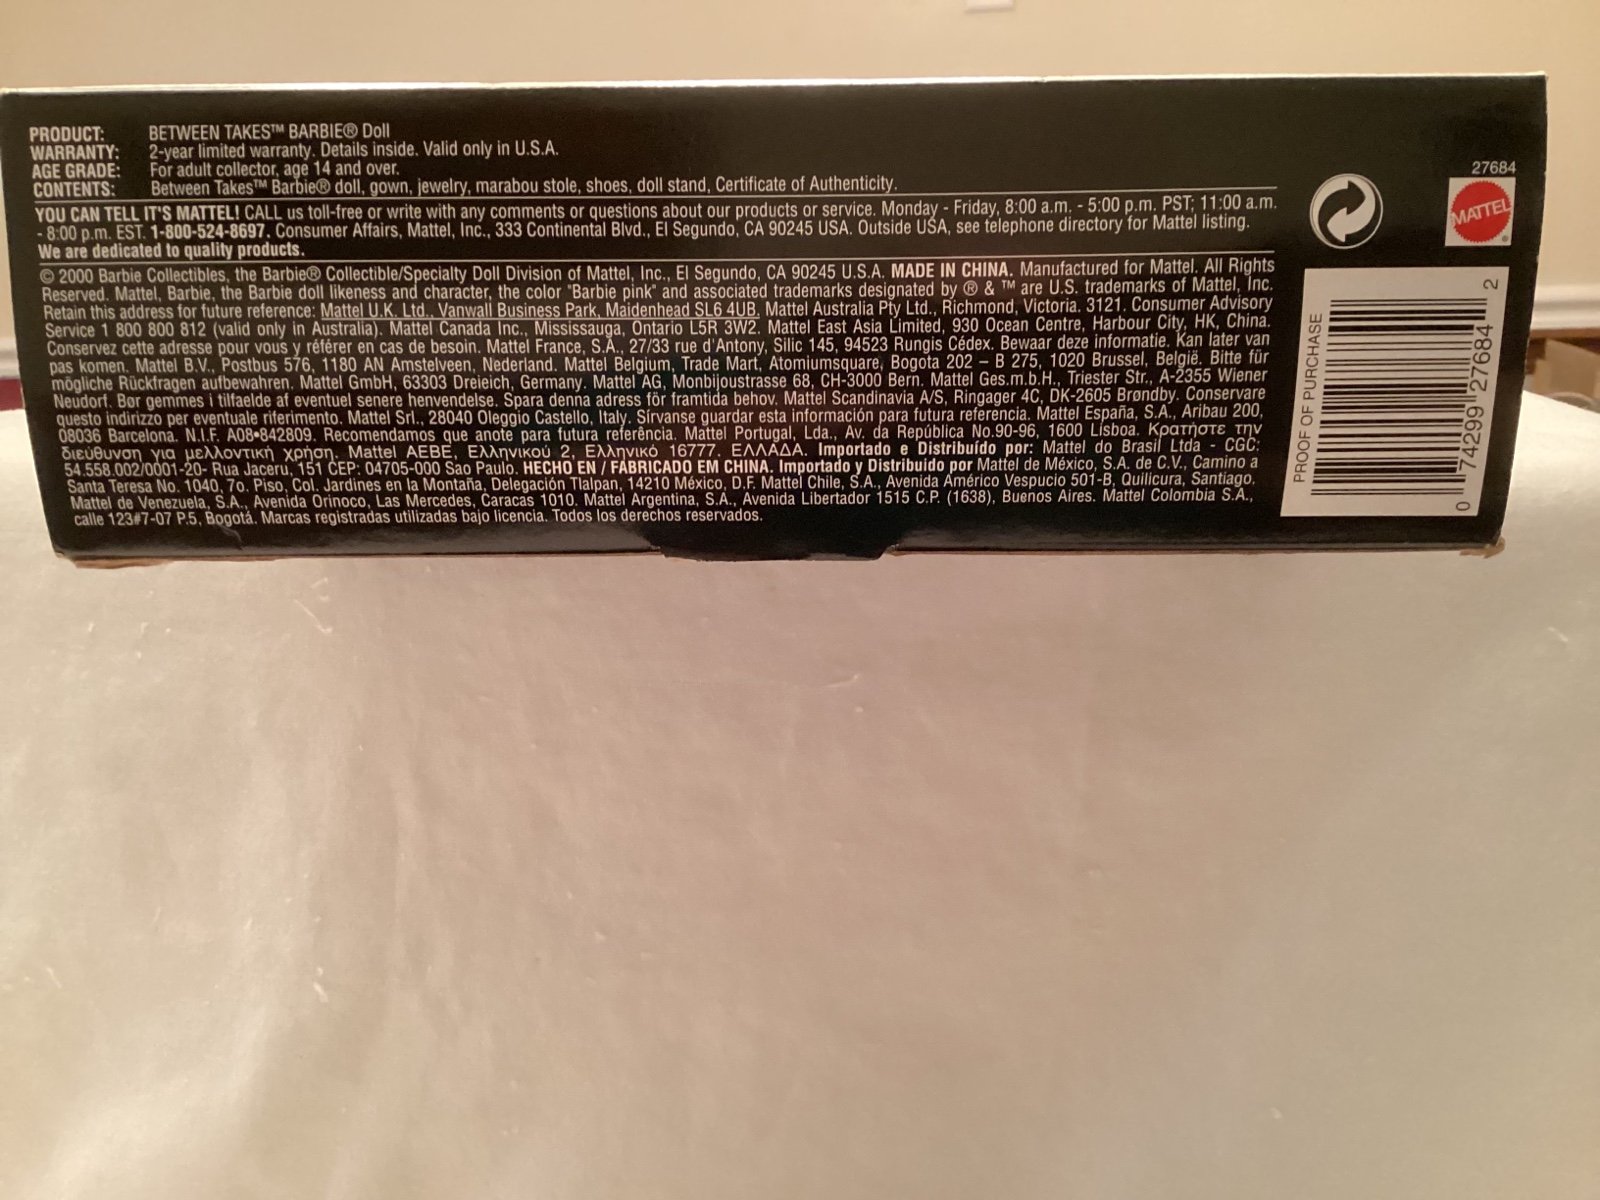 PRODUCT: BETWEEN TAKES™ BARBIE® Doll
WARRANTY: 2-year limited warranty. Details inside. Valid only in U.S.A.
AGE GRADE: For adult collector, age 14 and over.
CONTENTS: Between Takes™ Barbie® doll, gown, jewelry, marabou stole, shoes, doll stand, Certificate of Authenticity.
YOU CAN TELL IT'S MATTEL! CALL us toll-free or write with any comments or questions about our products or service. Monday - Friday, 8:00 a.m. - 5:00 p.m. PST; 11:00 a.m.
- 8:00 p.m. EST. 1-800-524-8697. Consumer Affairs, Mattel, Inc., 333 Continental Blvd., El Segundo, CA 90245 USA. Outside USA, see telephone directory for Mattel listing.
We are dedicated to quality products.
© 2000 Barbie Collectibles, the Barbie® Collectible/Specialty Doll Division of Mattel, Inc., El Segundo, CA 90245 U.S.A. MADE IN CHINA. Manufactured for Mattel. All Rights
Reserved. Mattel, Barbie, the Barbie doll likeness and character, the color "Barbie pink" and associated trademarks designated by ® & ™ are U.S. trademarks of Mattel, Inc.
Retain this address for future reference: Mattel U.K. Ltd., Vanwall Business Park, Maidenhead SL6 4UB. Mattel Australia Pty Ltd., Richmond, Victoria. 3121. Consumer Advisory
Service 1 800 800 812 (valid only in Australia). Mattel Canada Inc., Mississauga, Ontario L5R 3W2. Mattel East Asia Limited, 930 Ocean Centre, Harbour City, HK, China.
Conservez cette adresse pour vous y référer en cas de besoin. Mattel France, S.A., 27/33 rue d'Antony, Silic 145, 94523 Rungis Cédex. Bewaar deze informatie. Kan later van
pas komen. Mattel B.V., Postbus 576, 1180 AN Amstelveen, Nederland. Mattel Belgium, Trade Mart, Atomiumsquare, Bogota 202 – B 275, 1020 Brussel, België. Bitte für
mögliche Rückfragen aufbewahren. Mattel GmbH, 63303 Dreieich, Germany. Mattel AG, Monbijoustrasse 68, CH-3000 Bern. Mattel Ges.m.b.H., Triester Str., A-2355 Wiener
Neudorf. Bør gemmes i tilfaelde af eventuel senere henvendelse. Spara denna adress för framtida behov. Mattel Scandinavia A/S, Ringager 4C, DK-2605 Brøndby. Conservare
questo indirizzo per eventuale riferimento. Mattel Srl., 28040 Oleggio Castello, Italy. Sírvanse guardar esta información para futura referencia. Mattel España, S.A., Aribau 200,
08036 Barcelona. N.I.F. A08•842809. Recomendamos que anote para futura referência. Mattel Portugal, Lda., Av. da República No.90-96, 1600 Lisboa. Κρατήστε την
διεύθυνση για μελλοντική χρήση. Mattel AEBE, Ελληνικού 2, Ελληνικό 16777. ΕΛΛΑΔΑ. Importado e Distribuído por: Mattel do Brasil Ltda - CGC:
54.558.002/0001-20- Rua Jaceru, 151 CEP: 04705-000 Sao Paulo. HECHO EN / FABRICADO EM CHINA. Importado y Distribuido por Mattel de México, S.A. de C.V., Camino a
Santa Teresa No. 1040, 7o. Piso, Col. Jardines en la Montaña, Delegación Tlalpan, 14210 México, D.F. Mattel Chile, S.A., Avenida Américo Vespucio 501-B, Quilicura, Santiago.
Mattel de Venezuela, S.A., Avenida Orinoco, Las Mercedes, Caracas 1010. Mattel Argentina, S.A., Avenida Libertador 1515 C.P. (1638), Buenos Aires. Mattel Colombia S.A.,
calle 123#7-07 P.5, Bogotá. Marcas registradas utilizadas bajo licencia. Todos los derechos reservados.
27684
MATTEL®
PROOF OF PURCHASE
0 74299 27684 2